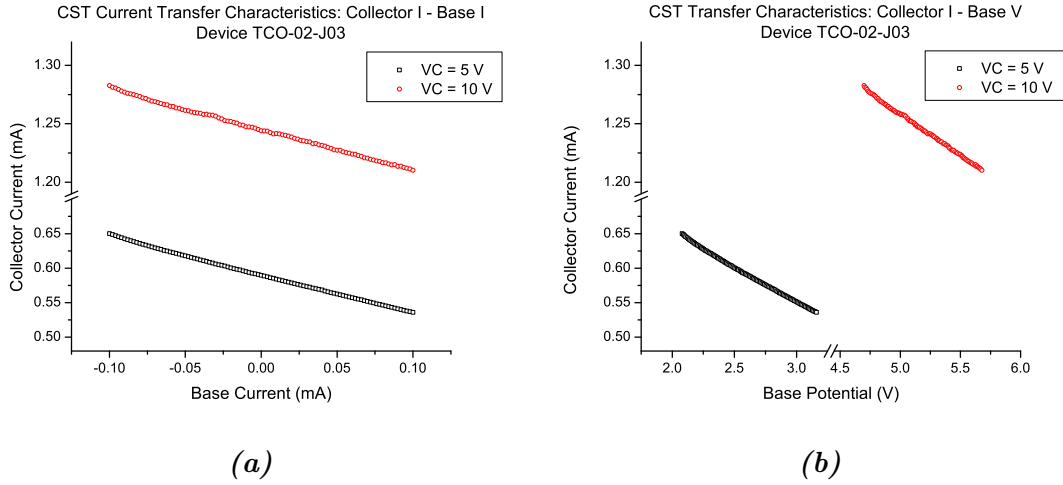 CST Current Transfer Characteristics: Collector I - Base I
Device TCO-02-J03
VC = 5 V
VC = 10 V
Collector Current (mA)
1.30
1.25
1.20
0.65
0.60
0.55
0.50
-0.10
-0.05
0.00
0.05
0.10
Base Current (mA)
(a)
CST Transfer Characteristics: Collector I - Base V
Device TCO-02-J03
VC = 5 V
VC = 10 V
Collector Current (mA)
1.30
1.25
1.20
0.65
0.60
0.55
0.50
2.0
2.5
3.0
4.5
5.0
5.5
6.0
Base Potential (V)
(b)